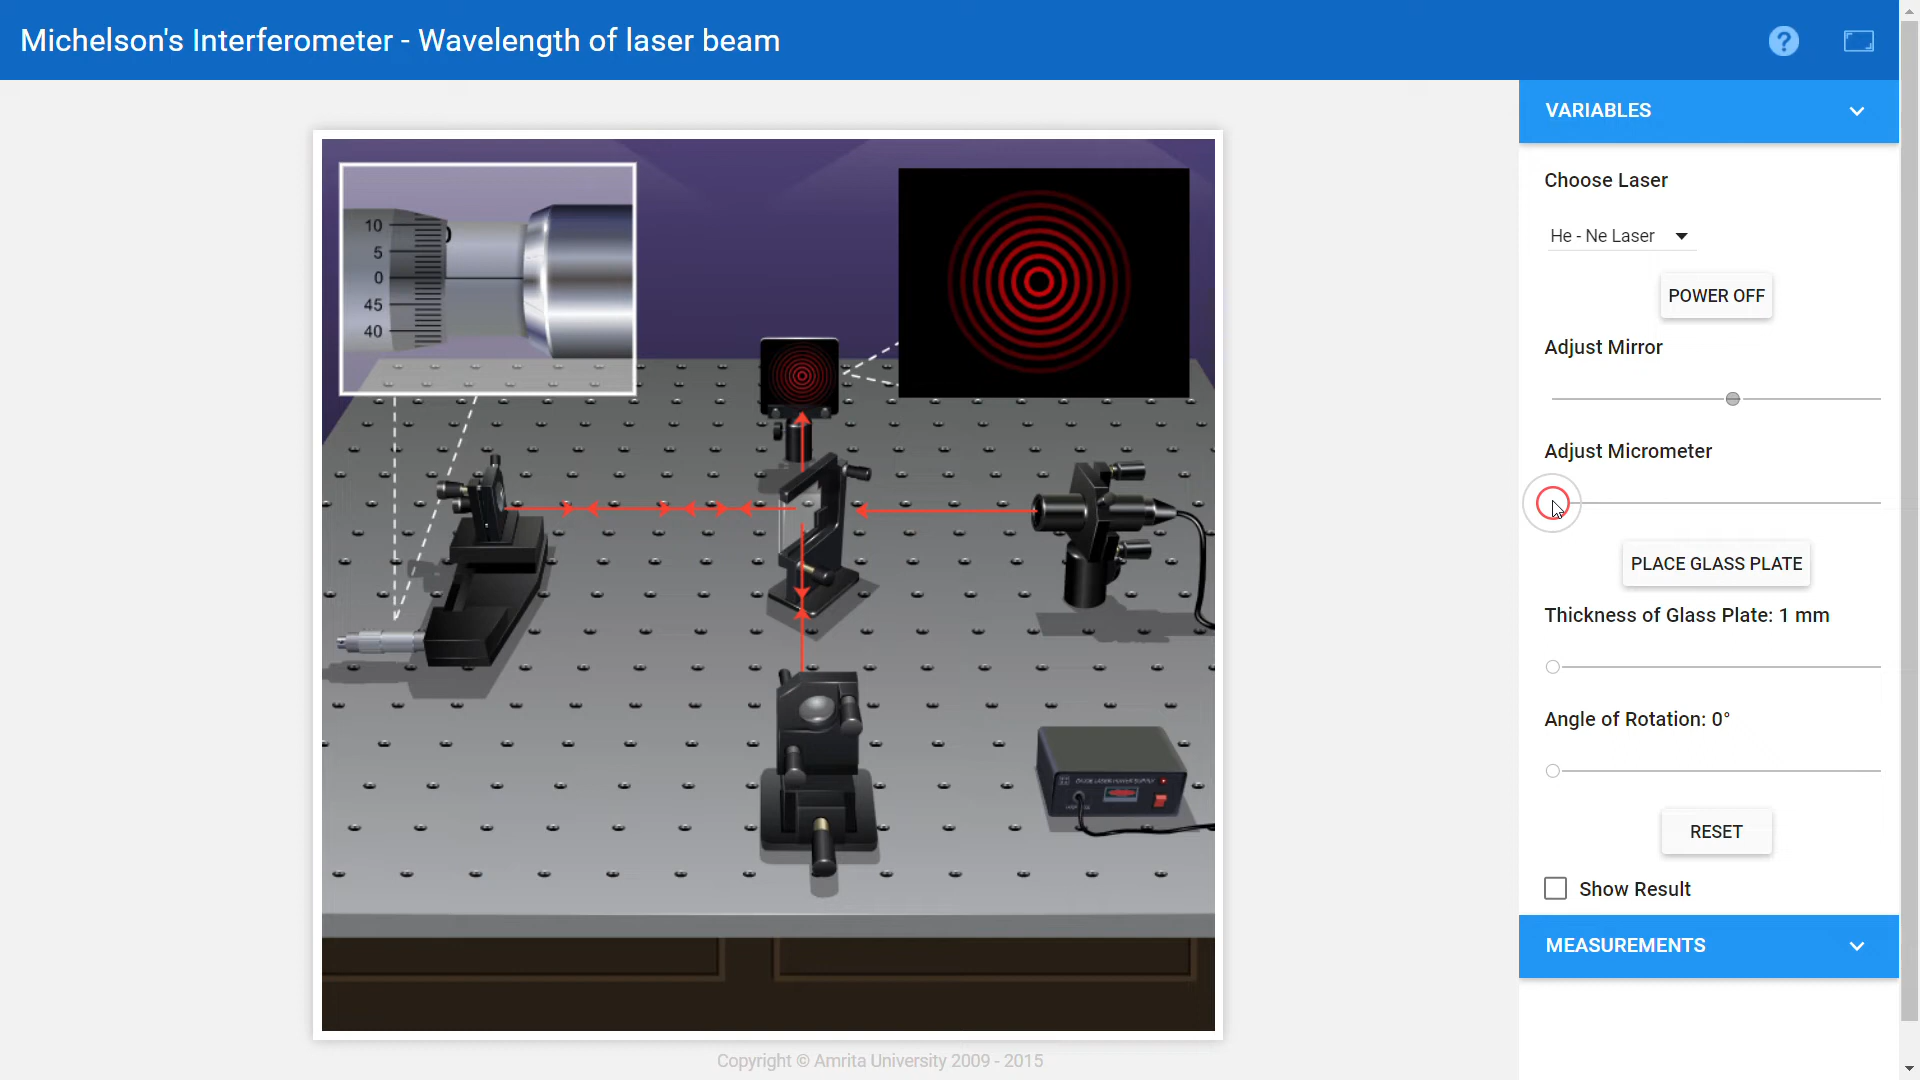 Michelson's Interferometer - Wavelength of laser beam
?
VARIABLES
Choose Laser
He - Ne Laser
POWER OFF
Adjust Mirror
Adjust Micrometer
PLACE GLASS PLATE
Thickness of Glass Plate: 1 mm
Angle of Rotation: 0°
RESET
Show Result
MEASUREMENTS
10
5
0
45
40
0
Copyright © Amrita University 2009 - 2015